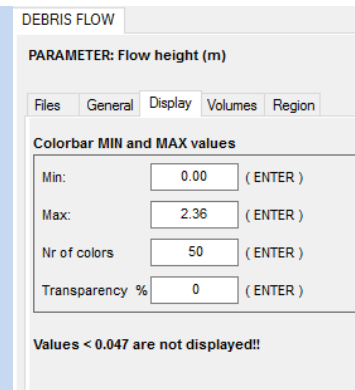 DEBRIS FLOW
PARAMETER: Flow height (m)
Files General Display Volumes Region
Colorbar MIN and MAX values
Min: 0.00 ( ENTER )
Max: 2.36 ( ENTER )
Nr of colors 50 ( ENTER )
Transparency % 0 ( ENTER )
Values < 0.047 are not displayed!!